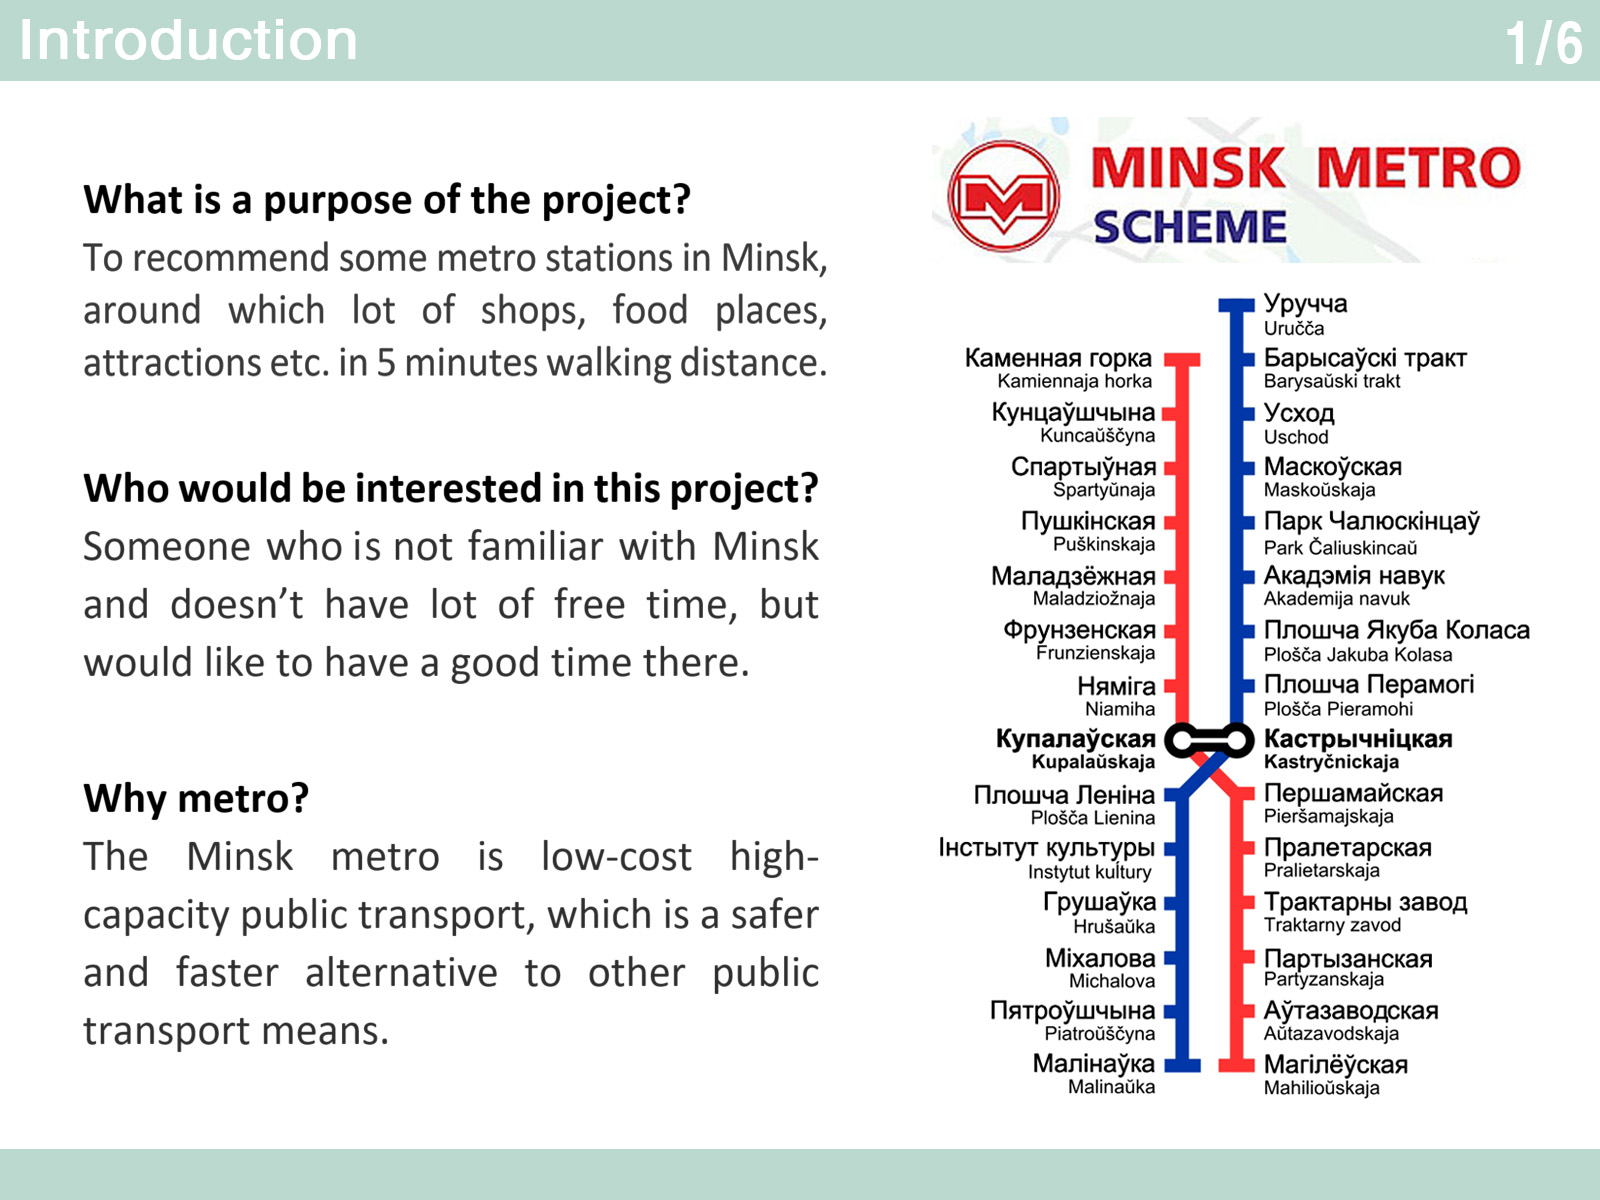 Introduction
1/6
What is a purpose of the project?
To recommend some metro stations in Minsk,
around which lot of shops, food places,
attractions etc. in 5 minutes walking distance.
Who would be interested in this project?
Someone who is not familiar with Minsk
and doesn’t have lot of free time, but
would like to have a good time there.
Why metro?
The Minsk metro is low-cost high-
capacity public transport, which is a safer
and faster alternative to other public
transport means.
M
MINSK METRO
SCHEME
Каменная горка
Kamiennaja horka
Кунцаўшчына
Kuncaŭščyna
Спартыўная
Spartyŭnaja
Пушкінская
Puškinskaja
Маладзёжная
Maladziožnaja
Фрунзенская
Frunzienskaja
Няміга
Niamiha
Купалаўская
Kupalaŭskaja
Плошча Леніна
Plošča Lienina
Інстытут культуры
Instytut kuĺtury
Грушаўка
Hrušaŭka
Міхалова
Michalova
Пятроўшчына
Piatroŭščyna
Малінаўка
Malinaŭka
Уручча
Uručča
Барысаўскі тракт
Barysaŭski trakt
Усход
Uschod
Маскоўская
Maskoŭskaja
Парк Чалюскінцаў
Park Čaliuskincaŭ
Акадэмія навук
Akademija navuk
Плошча Якуба Коласа
Plošča Jakuba Kolasa
Плошча Перамогі
Plošča Pieramohi
Кастрычніцкая
Kastryčnickaja
Першамайская
Pieršamajskaja
Пралетарская
Pralietarskaja
Трактарны завод
Traktarny zavod
Партызанская
Partyzanskaja
Аўтазаводская
Aŭtazavodskaja
Магілёўская
Mahilioŭskaja